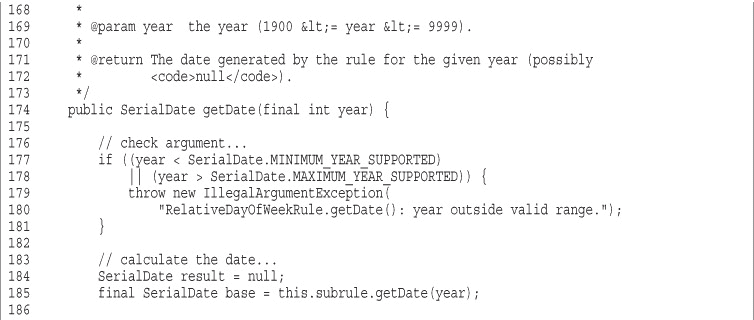 168      *
169      * @param year  the year (1900 &lt;= year &lt;= 9999).
170      *
171      * @return The date generated by the rule for the given year (possibly
172      *         <code>null</code>).
173      */
174     public SerialDate getDate(final int year) {
175
176         // check argument...
177         if ((year < SerialDate.MINIMUM_YEAR_SUPPORTED)
178             || (year > SerialDate.MAXIMUM_YEAR_SUPPORTED)) {
179             throw new IllegalArgumentException(
180                 "RelativeDayOfWeekRule.getDate(): year outside valid range.");
181         }
182
183         // calculate the date...
184         SerialDate result = null;
185         final SerialDate base = this.subrule.getDate(year);
186